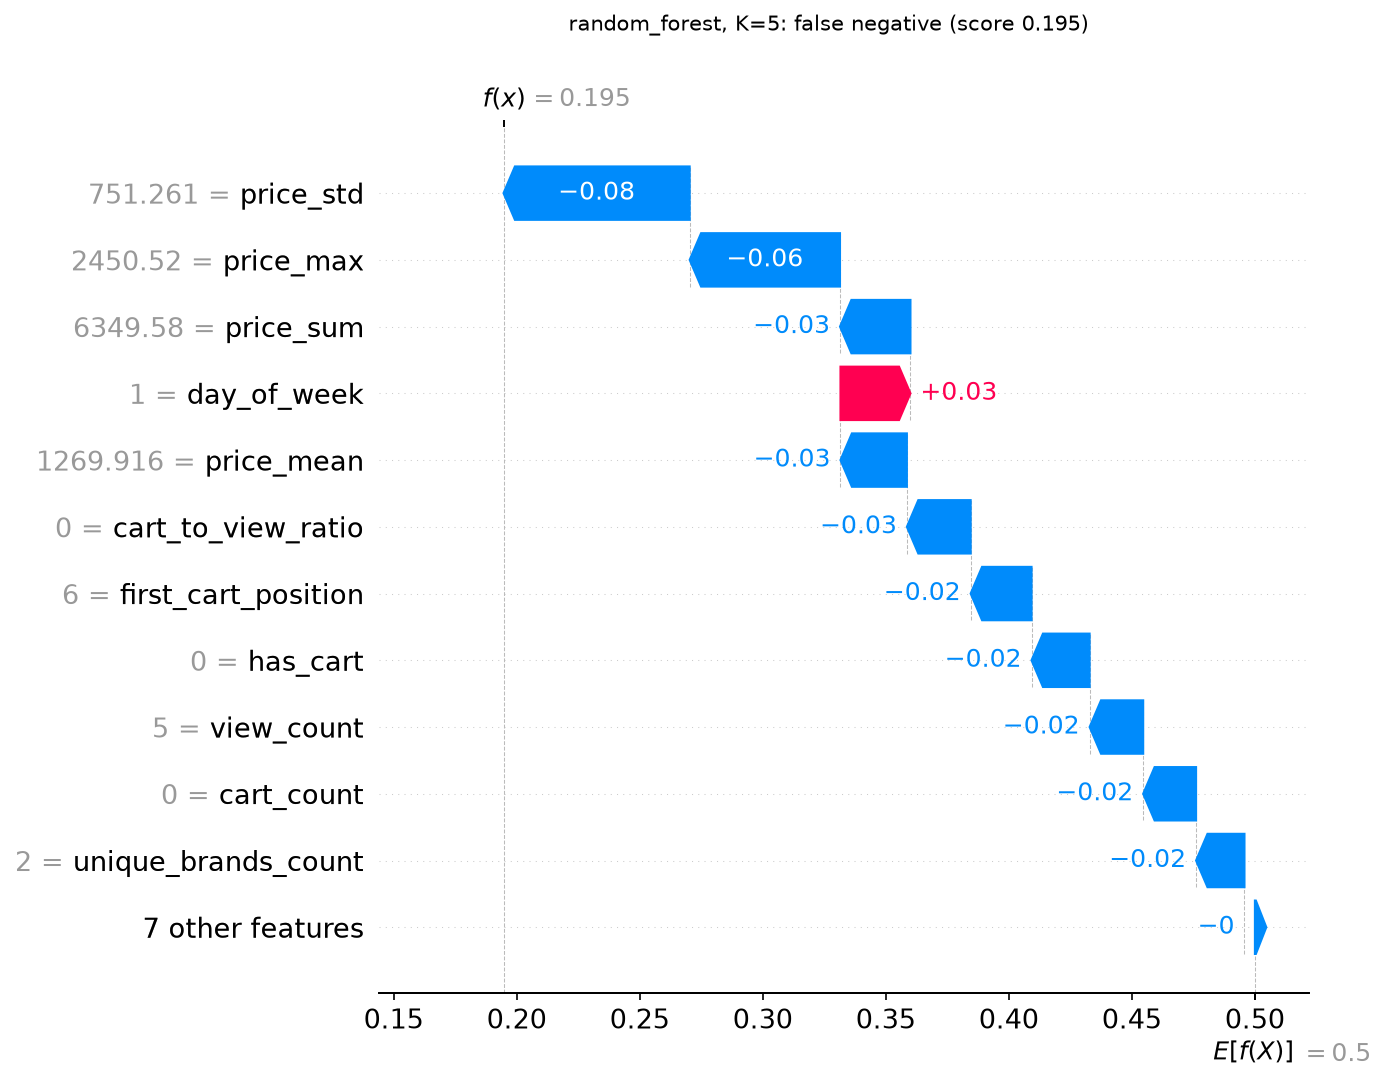 random_forest, K=5: false negative (score 0.195)
f(x) = 0.195
751.261 = price_std −0.08
2450.52 = price_max −0.06
6349.58 = price_sum −0.03
1 = day_of_week +0.03
1269.916 = price_mean −0.03
0 = cart_to_view_ratio −0.03
6 = first_cart_position −0.02
0 = has_cart −0.02
5 = view_count −0.02
0 = cart_count −0.02
2 = unique_brands_count −0.02
7 other features −0
0.15 0.20 0.25 0.30 0.35 0.40 0.45 0.50
E[f(X)] = 0.5